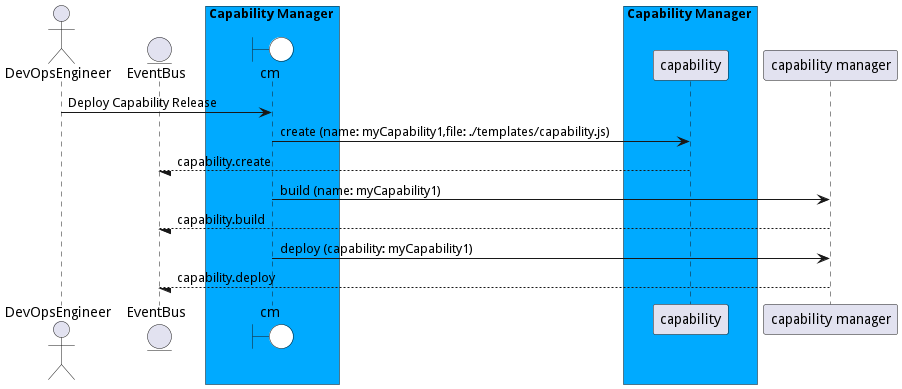 Capability Manager
Capability Manager
DevOpsEngineer
EventBus
cm
capability
capability manager
Deploy Capability Release
create (name: myCapability1,file: ./templates/capability.js)
capability.create
build (name: myCapability1)
capability.build
deploy (capability: myCapability1)
capability.deploy
DevOpsEngineer
EventBus
cm
capability
capability manager